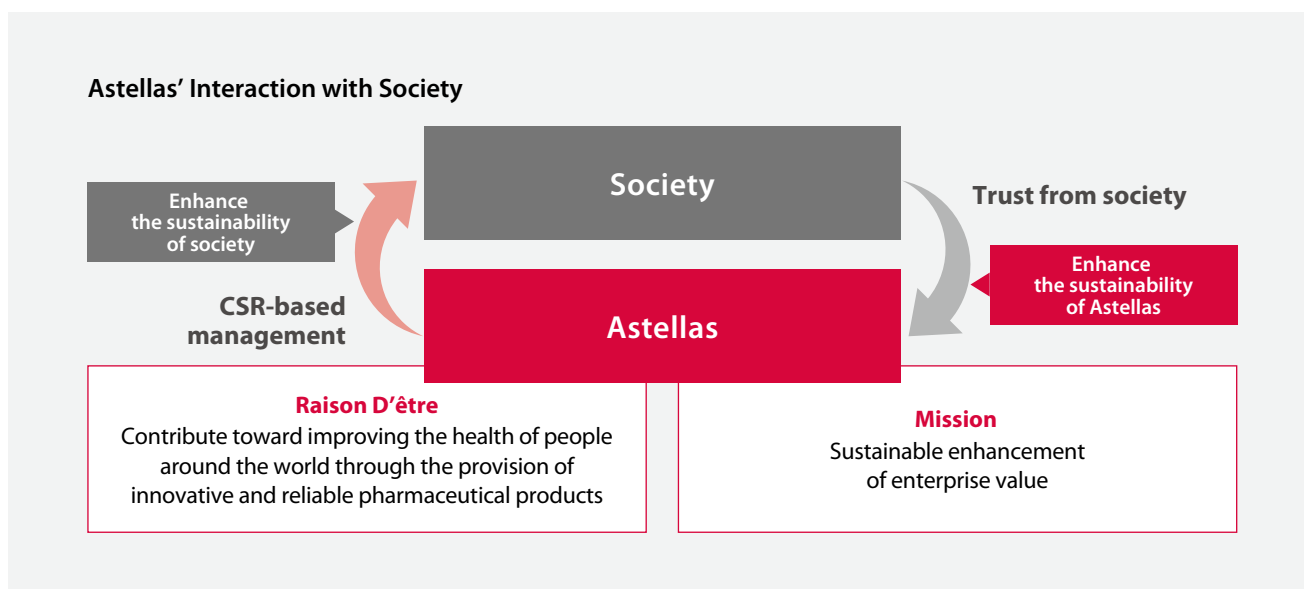 Astellas’ Interaction with Society
Society
Enhance
the sustainability
of society
Trust from society
Enhance
the sustainability
of Astellas
CSR-based
management
Astellas
Raison D’être
Contribute toward improving the health of people
around the world through the provision of
innovative and reliable pharmaceutical products
Mission
Sustainable enhancement
of enterprise value